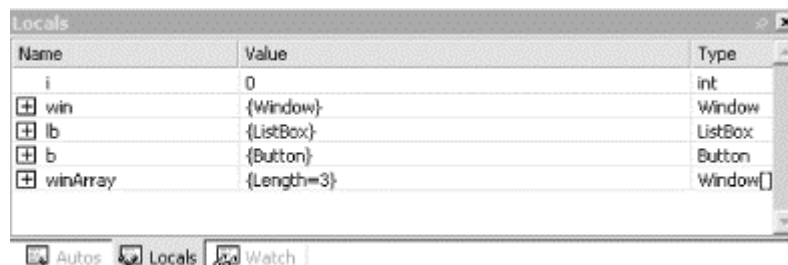 Locals
Name Value Type
i 0 int
win {Window} Window
lb {ListBox} ListBox
b {Button} Button
winArray {Length=3} Window[]
Autos Locals Watch